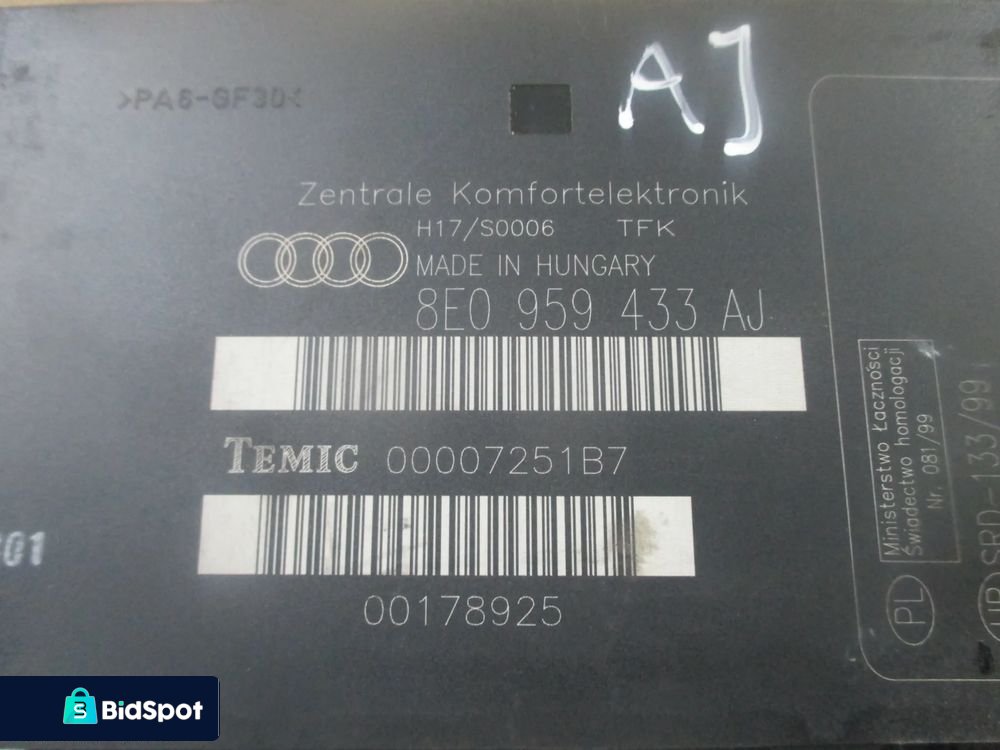 AJ
>PA6-GF30<
Zentrale Komfortelektronik
H17/S0006 TFK
MADE IN HUNGARY
8E0 959 433 AJ
TEMIC 00007251B7
00178925
Ministerstwo Łączności
Świadectwo homologacji
Nr. 081/99
PL
SRD-133/99
BidSpot